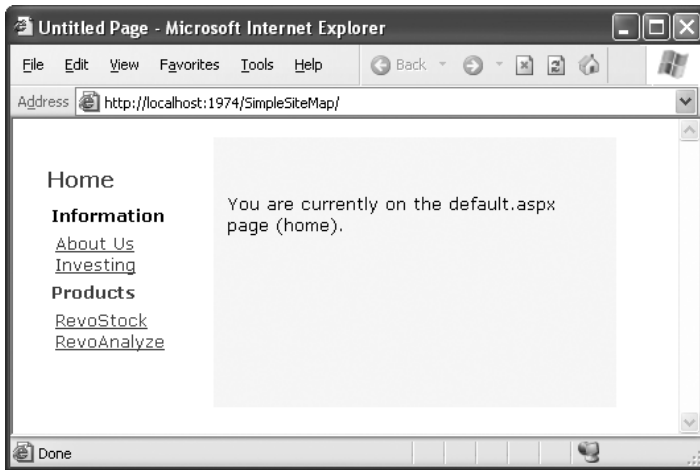 Untitled Page - Microsoft Internet Explorer
File Edit View Favorites Tools Help Back
Address http://localhost:1974/SimpleSiteMap/
Home
Information
About Us
Investing
Products
RevoStock
RevoAnalyze
You are currently on the default.aspx
page (home).
Done